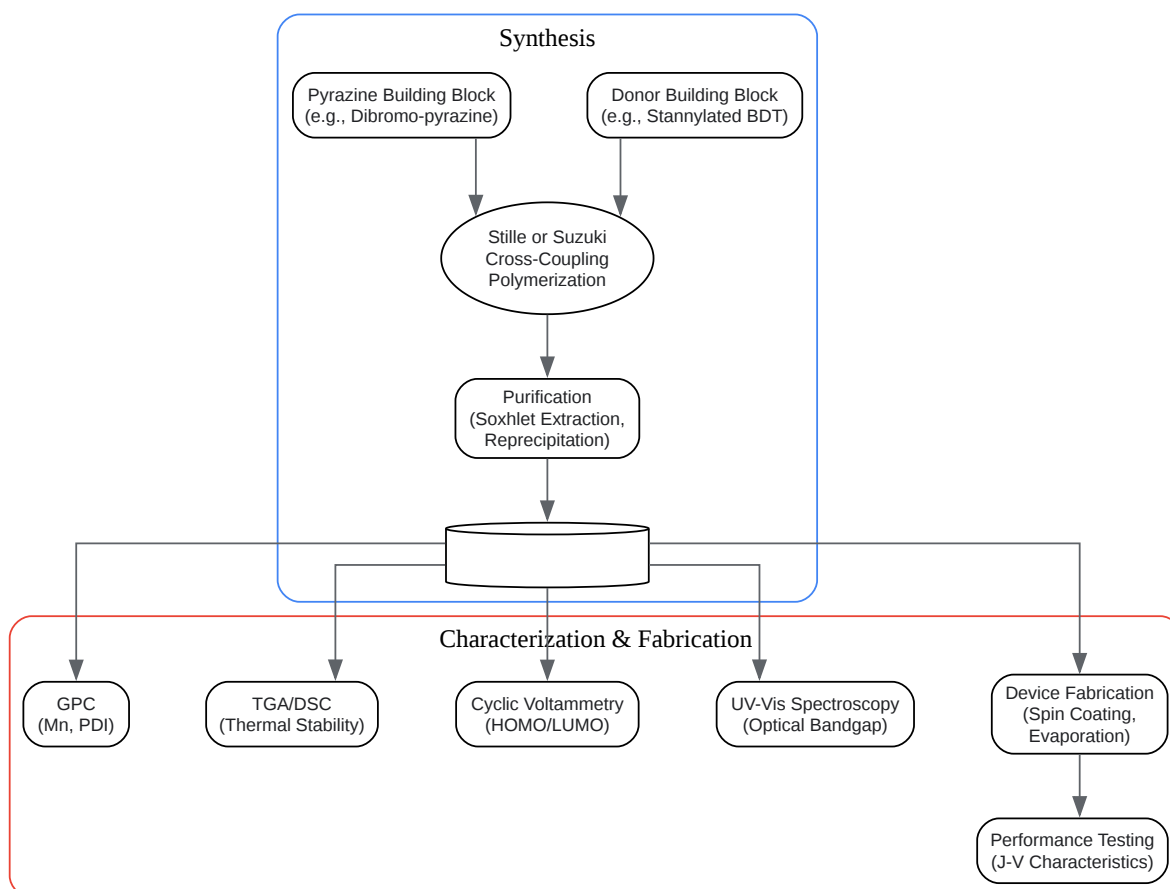 Synthesis
Pyrazine Building Block
(e.g., Dibromo-pyrazine)
Donor Building Block
(e.g., Stannylated BDT)
Stille or Suzuki
Cross-Coupling
Polymerization
Purification
(Soxhlet Extraction,
Reprecipitation)
Characterization & Fabrication
GPC
(Mn, PDI)
TGA/DSC
(Thermal Stability)
Cyclic Voltammetry
(HOMO/LUMO)
UV-Vis Spectroscopy
(Optical Bandgap)
Device Fabrication
(Spin Coating,
Evaporation)
Performance Testing
(J-V Characteristics)